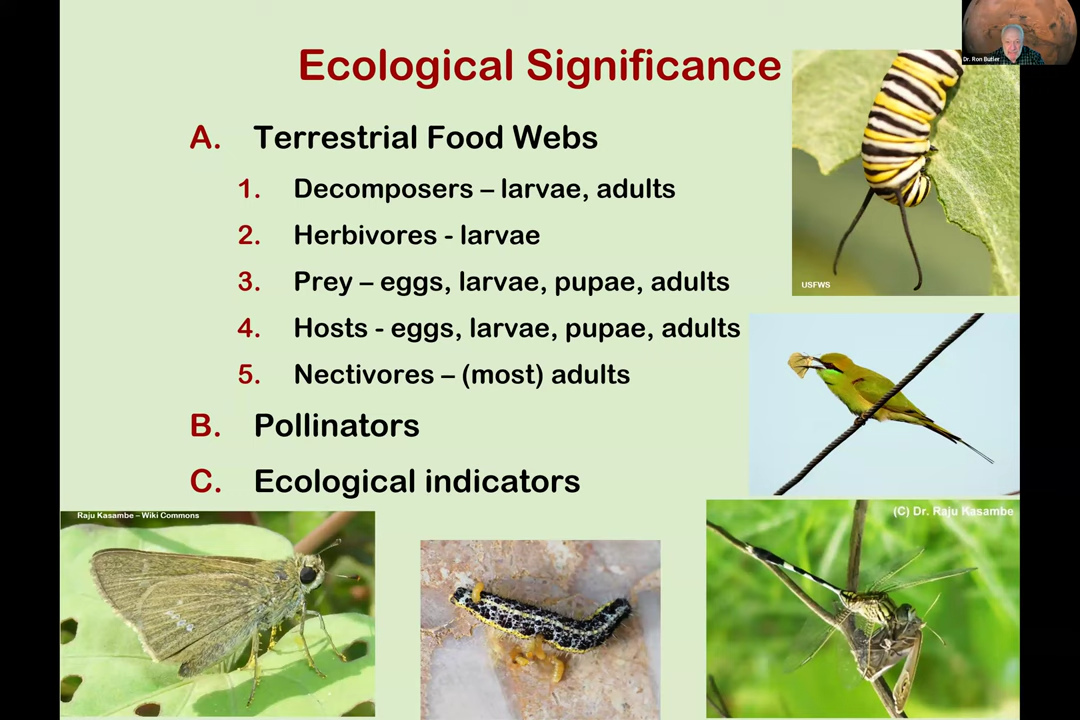 Ecological Significance
A. Terrestrial Food Webs
1. Decomposers – larvae, adults
2. Herbivores - larvae
3. Prey – eggs, larvae, pupae, adults
4. Hosts - eggs, larvae, pupae, adults
5. Nectivores – (most) adults
B. Pollinators
C. Ecological indicators
Dr. Ron Butler
USFWS
Raju Kasambe – Wiki Commons
(C) Dr. Raju Kasambe